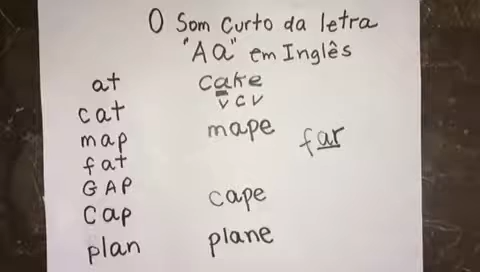 O Som Curto da letra
"Aa" em Inglês
at
cat
map
fat
GAP
Cap
plan
cake
VCV
mape
cape
plane
far